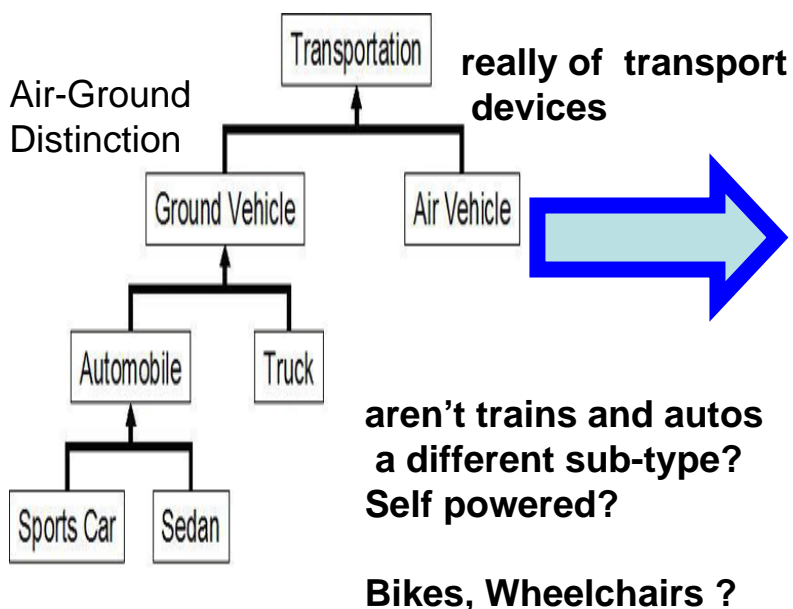 Transportation
really of transport
devices
Air-Ground
Distinction
Ground Vehicle
Air Vehicle
Automobile
Truck
aren’t trains and autos
a different sub-type?
Self powered?
Sports Car
Sedan
Bikes, Wheelchairs ?